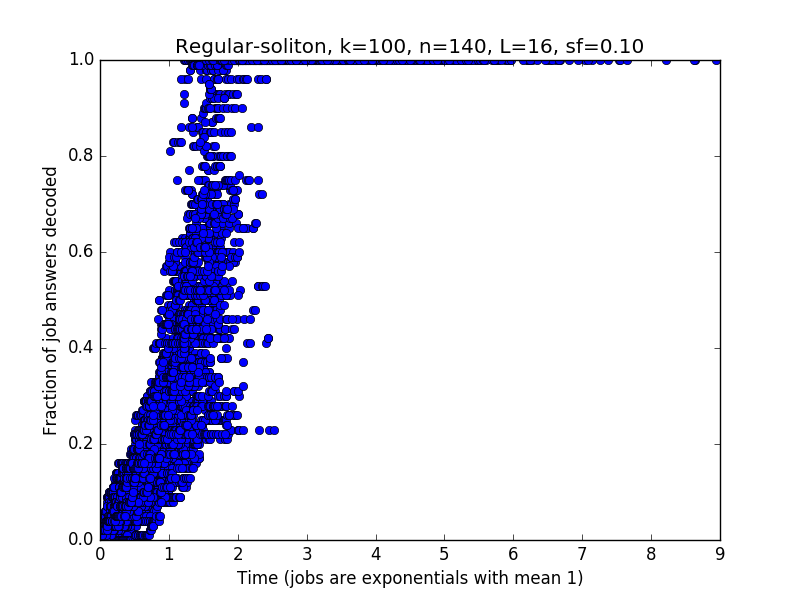 Regular-soliton, k=100, n=140, L=16, sf=0.10
1.0
0.8
0.6
0.4
0.2
0.0
Fraction of job answers decoded
0 1 2 3 4 5 6 7 8 9
Time (jobs are exponentials with mean 1)